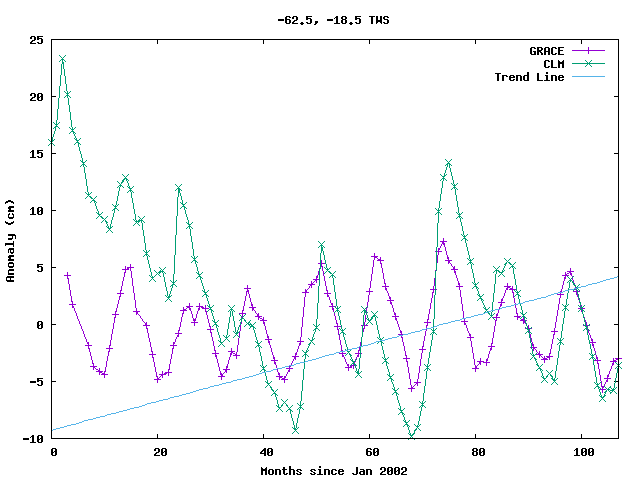 -62.5, -18.5 TWS
GRACE
CLM
Trend Line
25
20
15
10
5
0
-5
-10
Anomaly (cm)
0 20 40 60 80 100
Months since Jan 2002